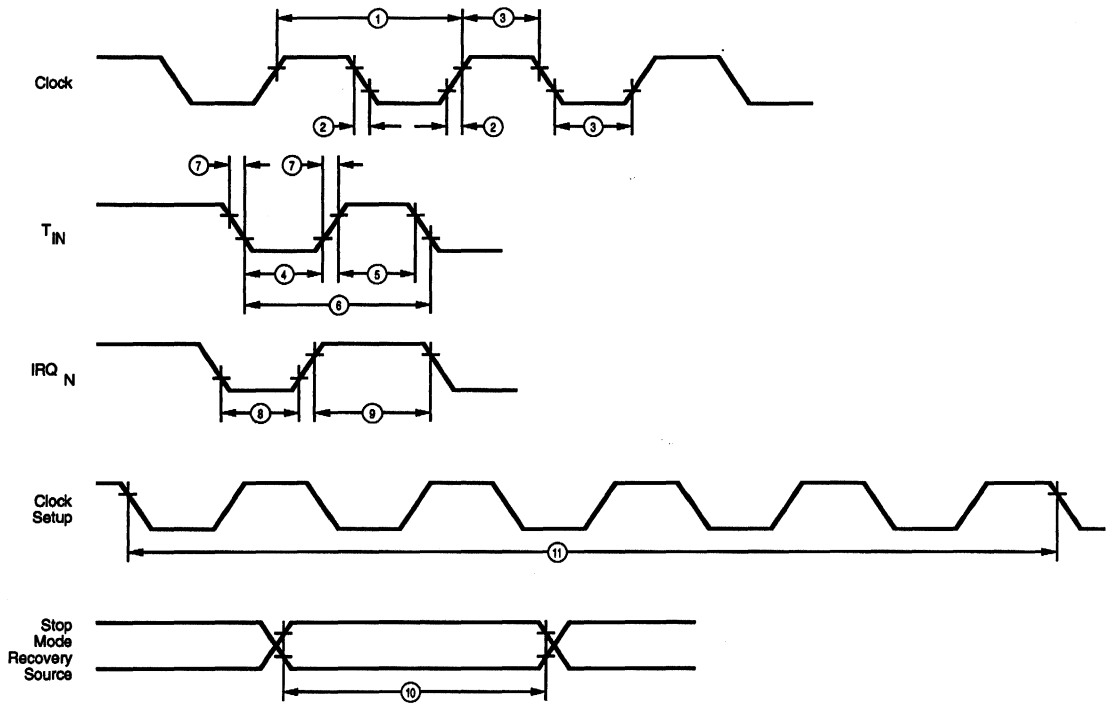 1 3
Clock
2 2 3
7 7
T IN
4 5
6
IRQ N
8 9
Clock
Setup
11
Stop
Mode
Recovery
Source
10